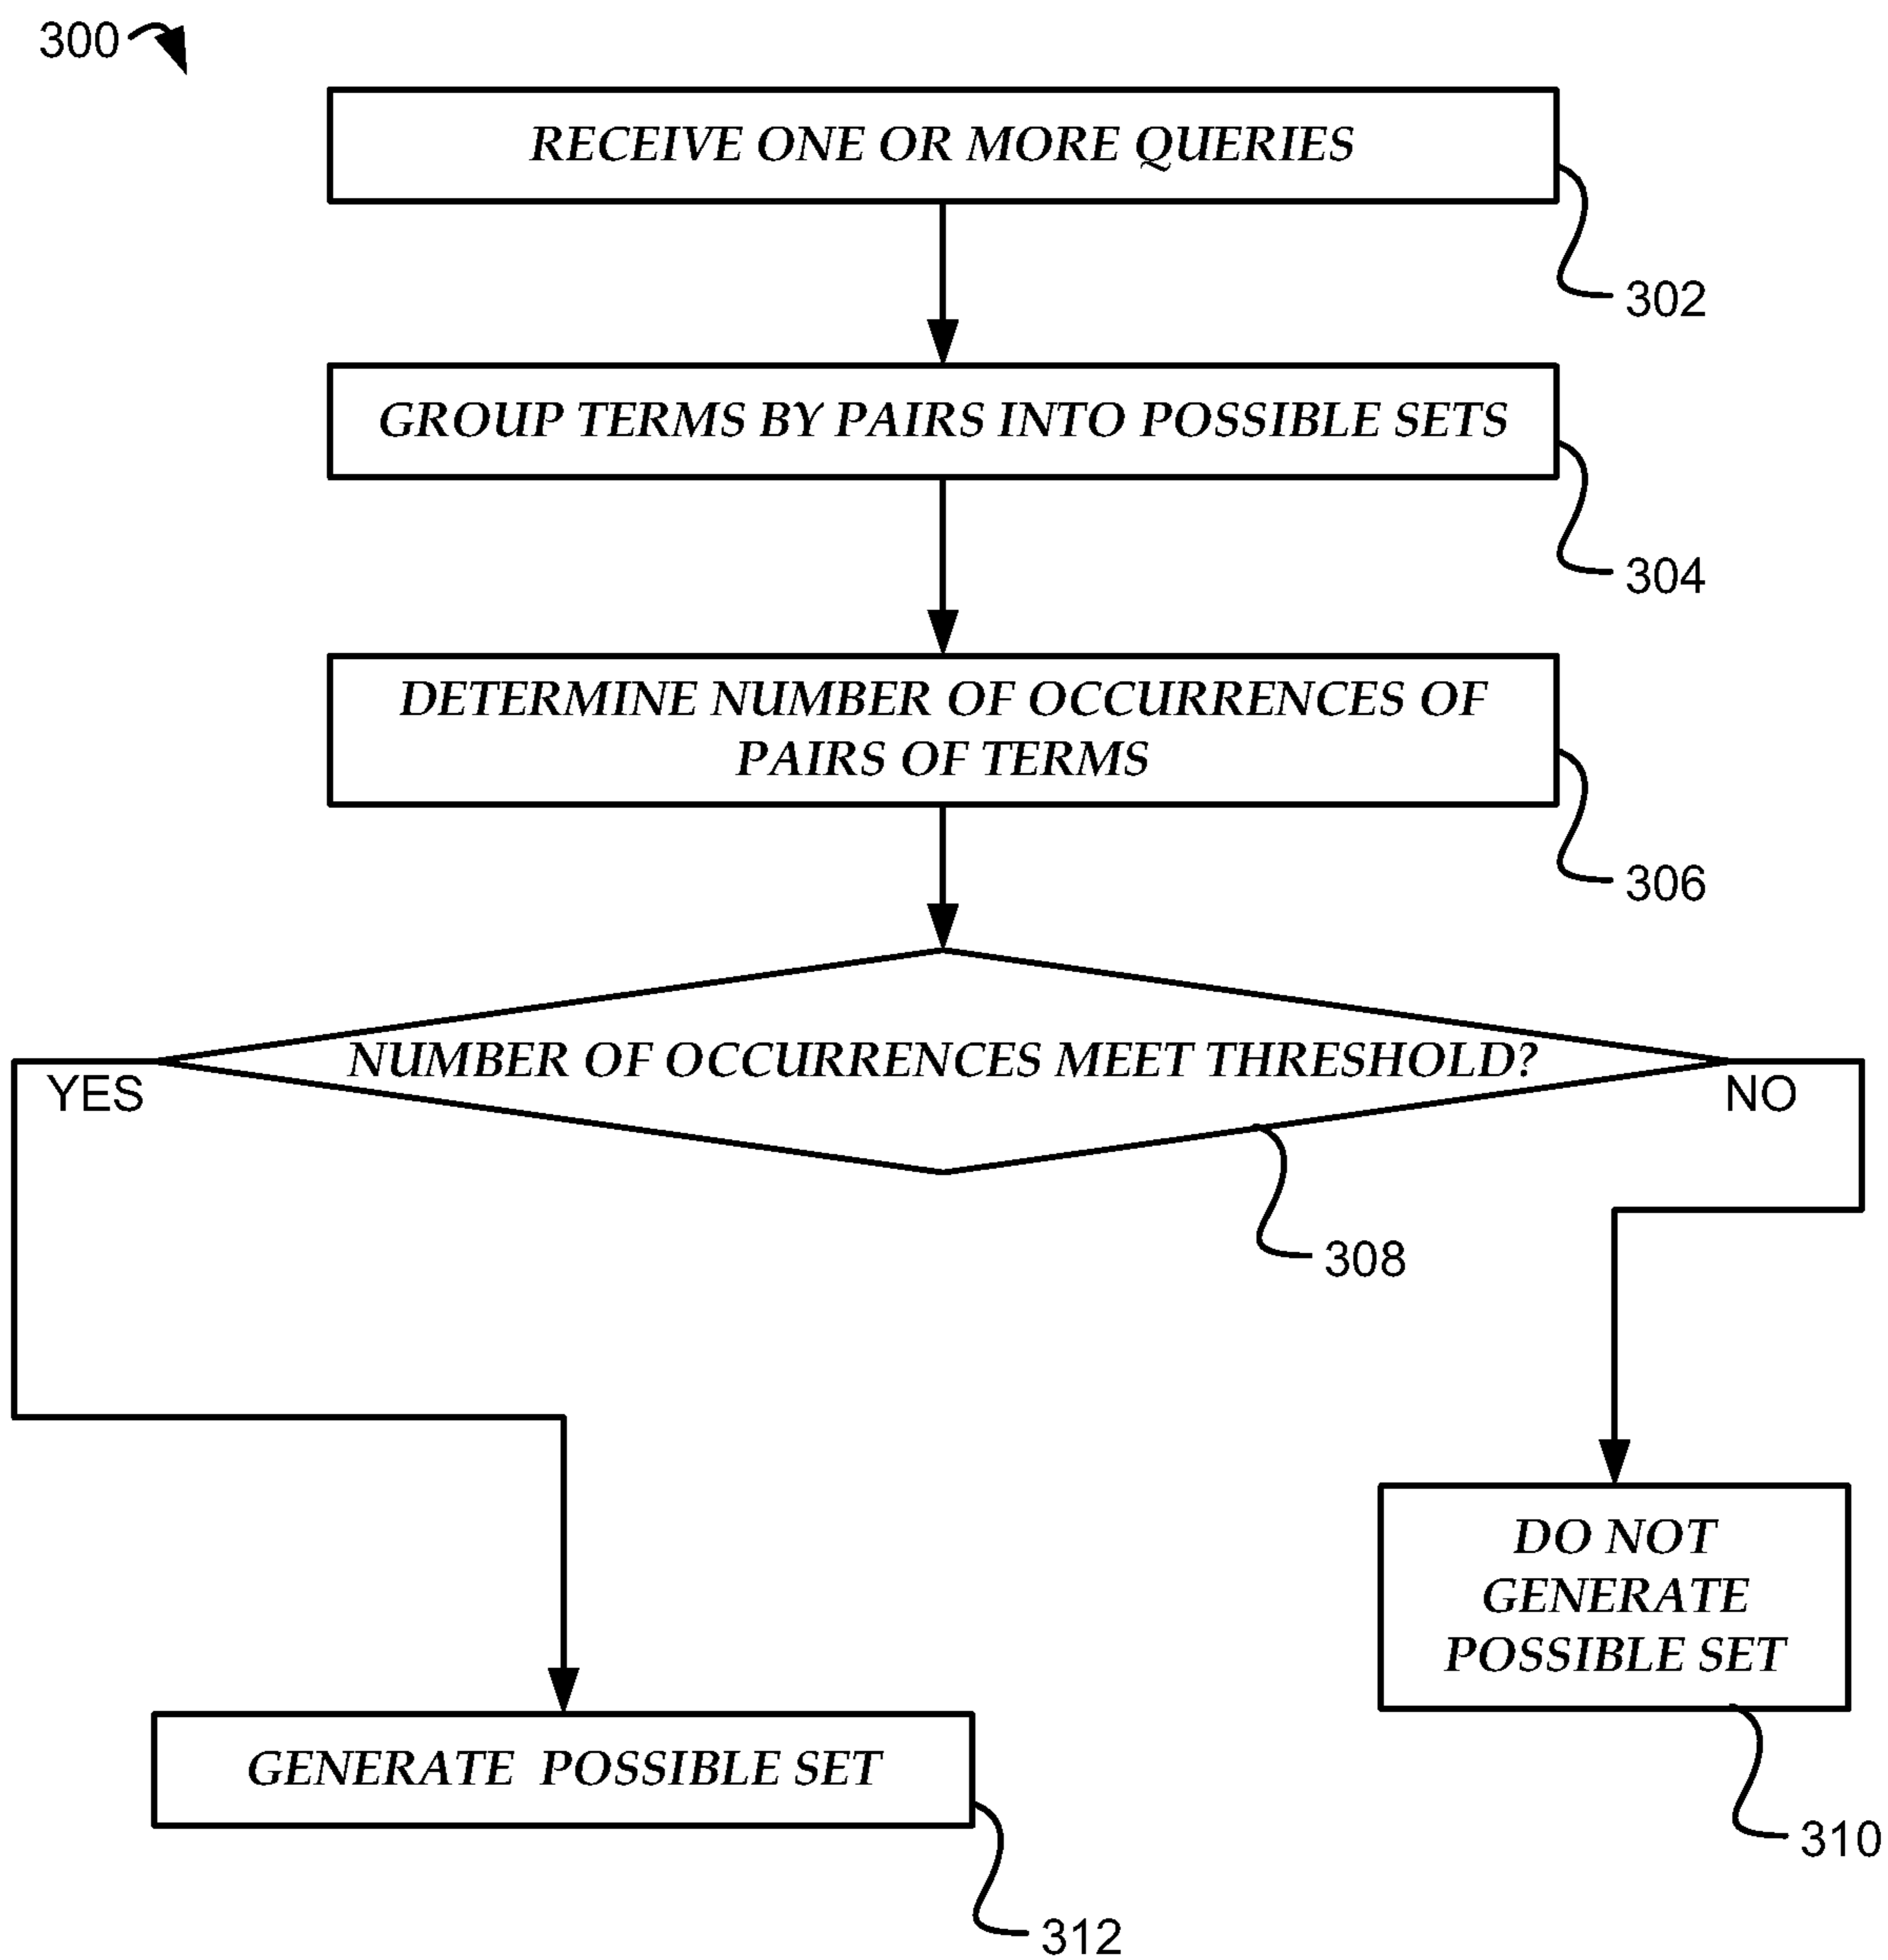 300
RECEIVE ONE OR MORE QUERIES
302
GROUP TERMS BY PAIRS INTO POSSIBLE SETS
304
DETERMINE NUMBER OF OCCURRENCES OF
PAIRS OF TERMS
306
NUMBER OF OCCURRENCES MEET THRESHOLD?
YES
NO
308
DO NOT
GENERATE
POSSIBLE SET
310
GENERATE POSSIBLE SET
312